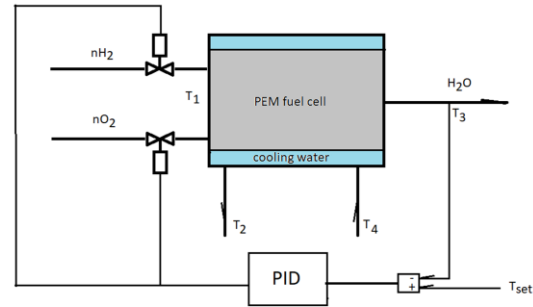 nH₂
H₂O
T₁
PEM fuel cell
T₃
nO₂
cooling water
T₂
T₄
PID
-
+
Tset